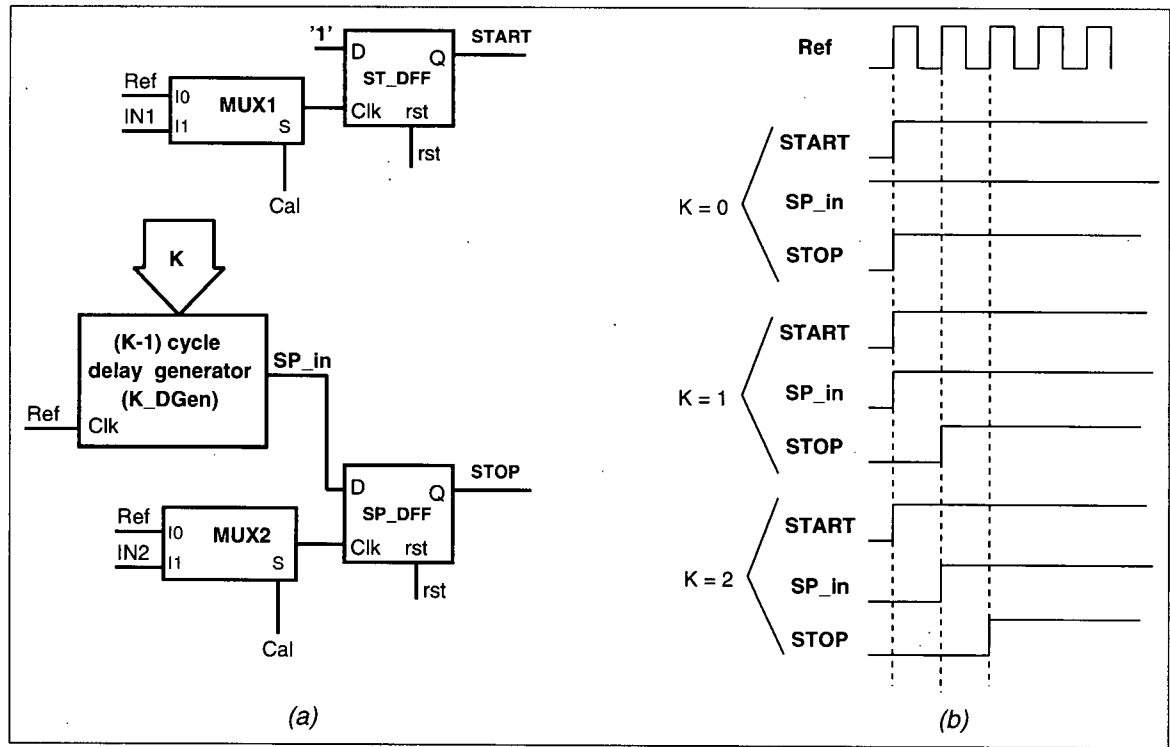 '1'
D
Q
START
ST_DFF
Clk
rst
rst
Ref
IN1
I0
I1
MUX1
S
Cal
K
(K-1) cycle
delay generator
(K_DGen)
Ref
Clk
SP_in
D
Q
STOP
SP_DFF
Clk
rst
rst
Ref
IN2
I0
I1
MUX2
S
Cal
(a)
Ref
K = 0
START
SP_in
STOP
K = 1
START
SP_in
STOP
K = 2
START
SP_in
STOP
(b)